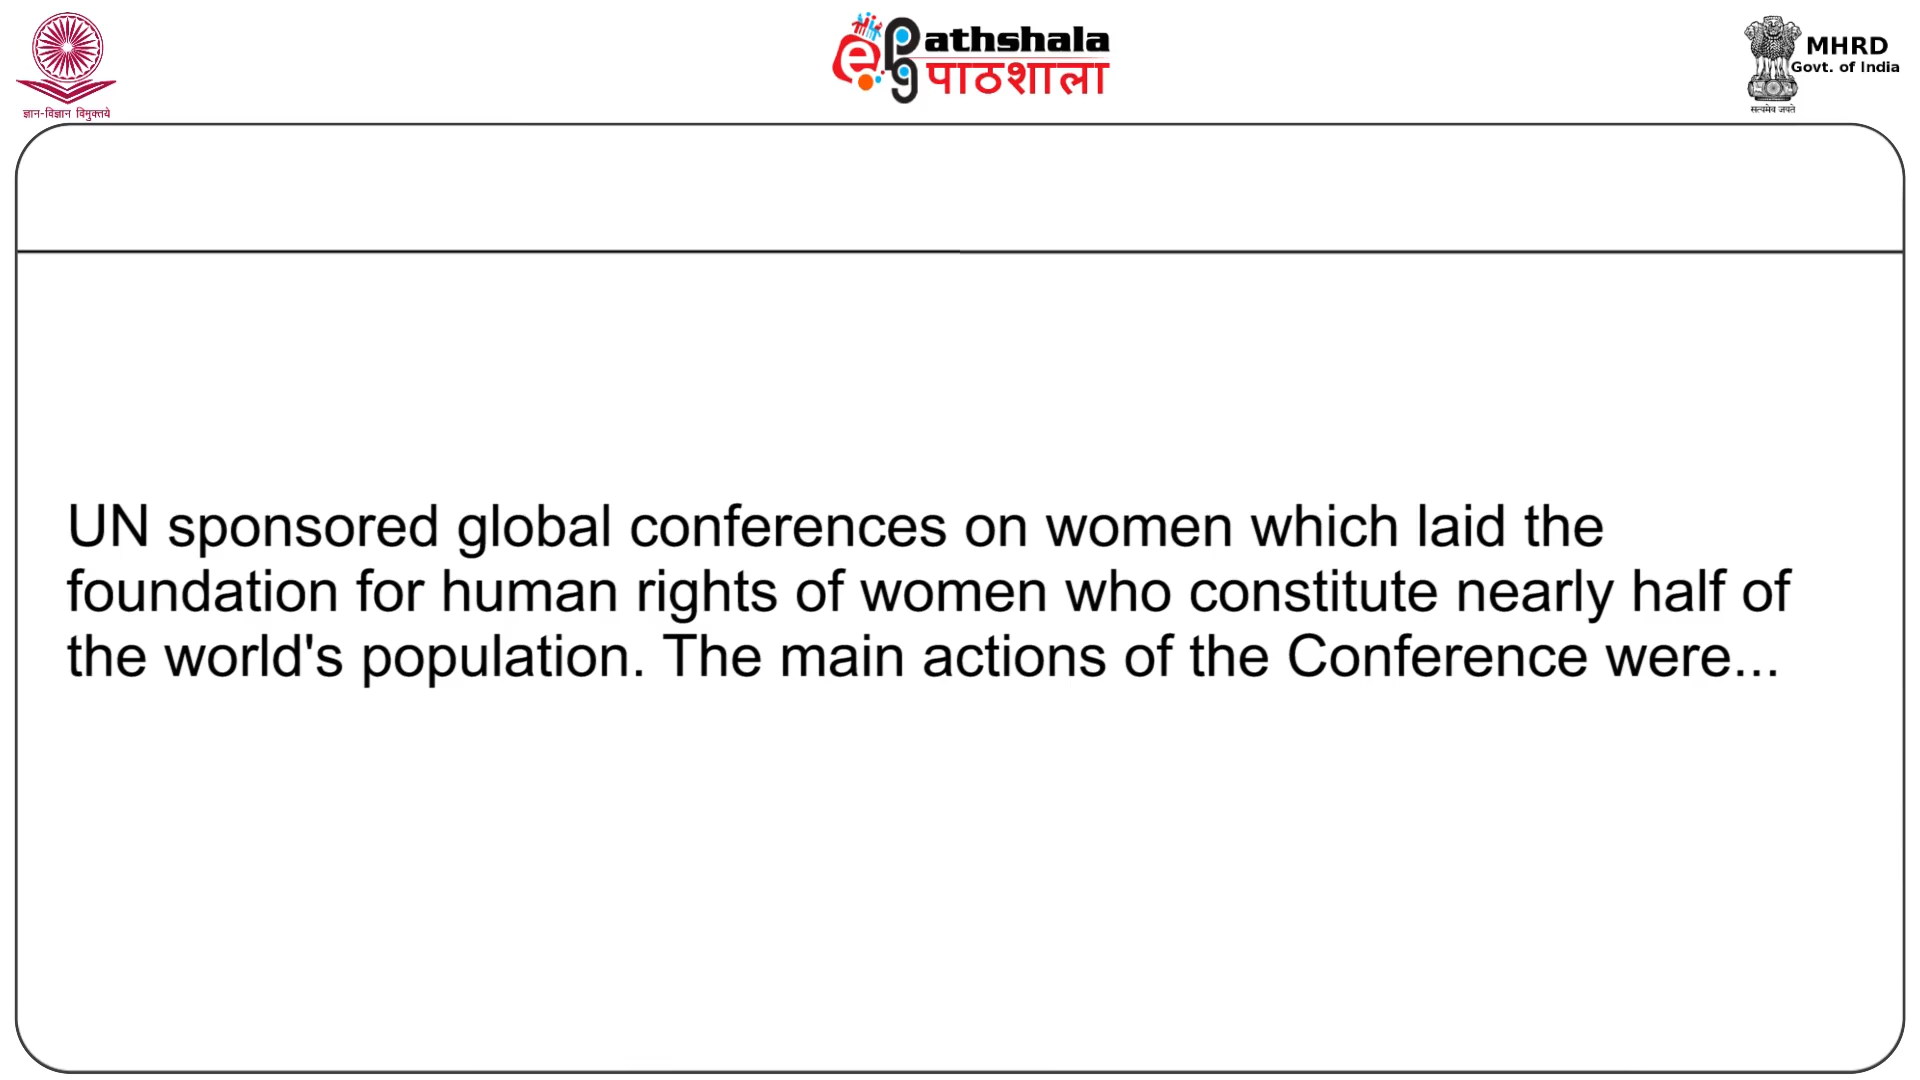 ज्ञान-विज्ञान विमुक्तये
ePathshala
पाठशाला
MHRD
Govt. of India
सत्यमेव जयते
UN sponsored global conferences on women which laid the
foundation for human rights of women who constitute nearly half of
the world's population. The main actions of the Conference were...